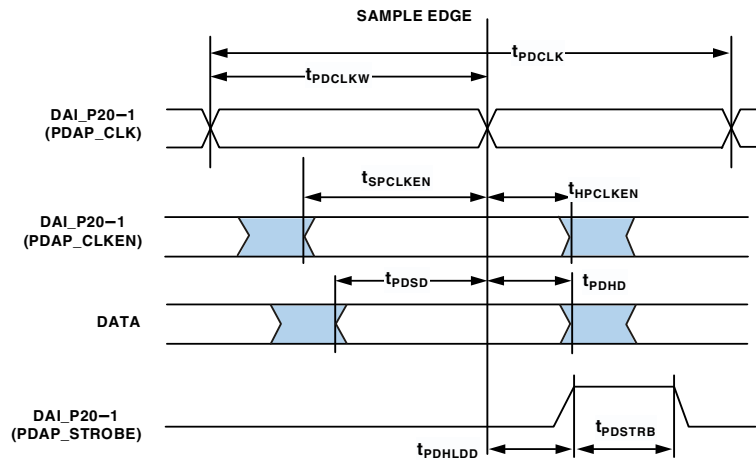 SAMPLE EDGE
tPDCLK
tPDCLKW
DAI_P20–1
(PDAP_CLK)
tSPCLKEN
tHPCLKEN
DAI_P20–1
(PDAP_CLKEN)
tPDSD
tPDHD
DATA
DAI_P20–1
(PDAP_STROBE)
tPDSTRB
tPDHLDD